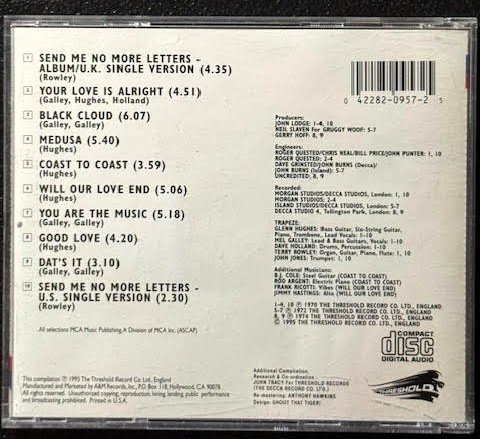 1 SEND ME NO MORE LETTERS -
ALBUM/U.K. SINGLE VERSION (4.35)
(Rowley)
2 YOUR LOVE IS ALRIGHT (4.51)
(Galley, Hughes, Holland)
3 BLACK CLOUD (6.07)
(Galley, Galley)
4 MEDUSA (5.40)
(Hughes)
5 COAST TO COAST (3.59)
(Hughes)
6 WILL OUR LOVE END (5.06)
(Hughes)
7 YOU ARE THE MUSIC (5.18)
(Galley, Galley)
8 GOOD LOVE (4.20)
(Hughes)
9 DAT'S IT (3.10)
(Galley, Galley)
10 SEND ME NO MORE LETTERS -
U.S. SINGLE VERSION (2.30)
(Rowley)
All selections MCA Music Publishing A Division of MCA Inc. (ASCAP)
0 42282-0957-2 5
Producers:
JOHN LODGE: 1-4, 10
NEIL SLAVEN For GRUGGY WOOF: 5-7
GERRY HOFF: 8, 9
Engineers:
ROGER QUESTED/CHRIS NEAL/BILL PRICE/JOHN PUNTER: 1, 10
ROGER QUESTED: 2-4
DAVE GRINSTED/JOHN BURNS (Decca)/
JOHN BURNS (Island): 5-7
UNCREDITED: 8, 9
Recorded:
MORGAN STUDIOS/DECCA STUDIOS, London: 1, 10
MORGAN STUDIOS: 2-4
ISLAND STUDIOS/DECCA STUDIOS, London: 5-7
DECCA STUDIO 4, Tollington Park, London: 8, 9
TRAPEZE:
GLENN HUGHES: Bass Guitar, Six-String Guitar,
Piano, Trombone, Lead Vocals: 1-10
MEL GALLEY: Lead & Bass Guitars, Vocals: 1-10
DAVE HOLLAND: Drums, Percussion: 1-10
TERRY ROWLEY: Organ, Guitar, Piano, Flute: 1, 10
JOHN JONES: Trumpet: 1, 10
Additional Musicians:
B.J. COLE: Steel Guitar (COAST TO COAST)
ROD ARGENT: Electric Piano (COAST TO COAST)
FRANK RICOTTI: Vibes (WILL OUR LOVE END)
JIMMY HASTINGS: Alto (WILL OUR LOVE END)
1-4, 10 ℗ 1970 THE THRESHOLD RECORD CO. LTD., ENGLAND
5-7 ℗ 1972 THE THRESHOLD RECORD CO. LTD., ENGLAND
8, 9 ℗ 1974 THE THRESHOLD RECORD CO. LTD., ENGLAND
© 1995 THE THRESHOLD RECORD CO. LTD., ENGLAND
COMPACT
disc
DIGITAL AUDIO
This compilation ℗ 1995 The Threshold Record Co. Ltd., England
Manufactured and Marketed by A&M Records, Inc. P.O. Box 118, Hollywood, CA 90078
Unauthorized copying, reproduction, hiring, lending, public performance and broadcasting prohibited. Printed in U.S.A.
Additional Compilation,
Research & Co-ordination:
JOHN TRACY for THRESHOLD RECORDS
(THE DECCA RECORD CO. LTD.)
Re-mastering: ANTHONY HAWKINS
Design: SHOOT THAT TIGER!
THRESHOLD